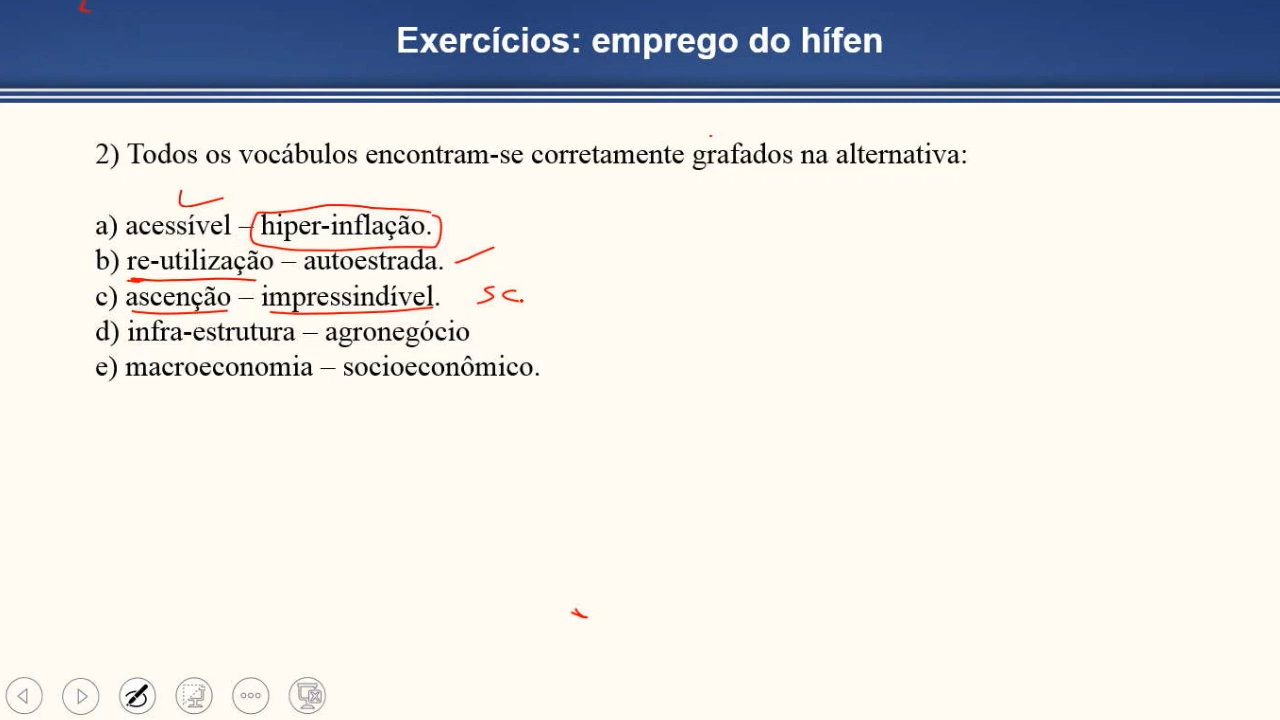 Exercícios: emprego do hífen
2) Todos os vocábulos encontram-se corretamente grafados na alternativa:
a) acessível – hiper-inflação.
b) re-utilização – autoestrada.
c) ascenção – impressindível. SC.
d) infra-estrutura – agronegócio
e) macroeconomia – socioeconômico.